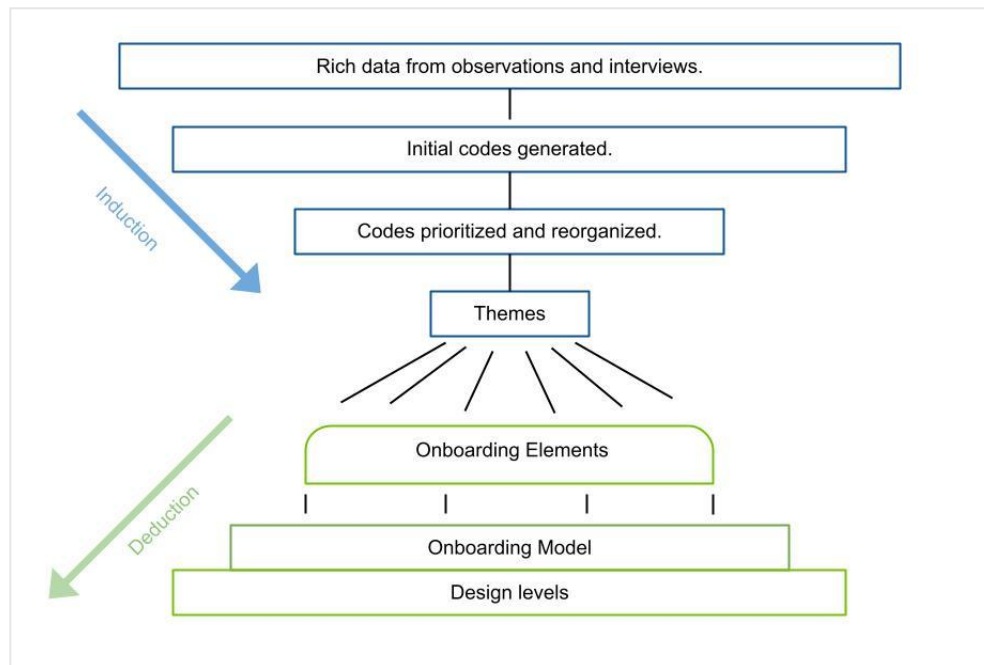 Rich data from observations and interviews.
Initial codes generated.
Induction
Codes prioritized and reorganized.
Themes
Onboarding Elements
Deduction
Onboarding Model
Design levels